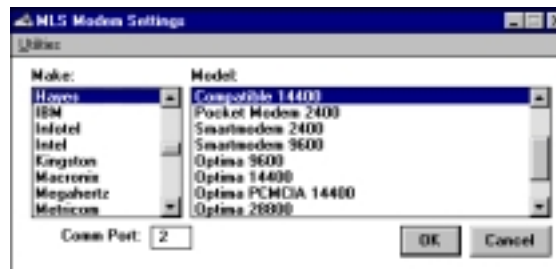 MLS Modem Settings
Utilities
Make:
Hayes
IBM
Infotel
Intel
Kingston
Macronix
Megahertz
Metricom
Model:
Compatible 14400
Pocket Modem 2400
Smartmodem 2400
Smartmodem 9600
Optima 9600
Optima 14400
Optima PCMCIA 14400
Optima 28800
Comm Port: 2
OK
Cancel